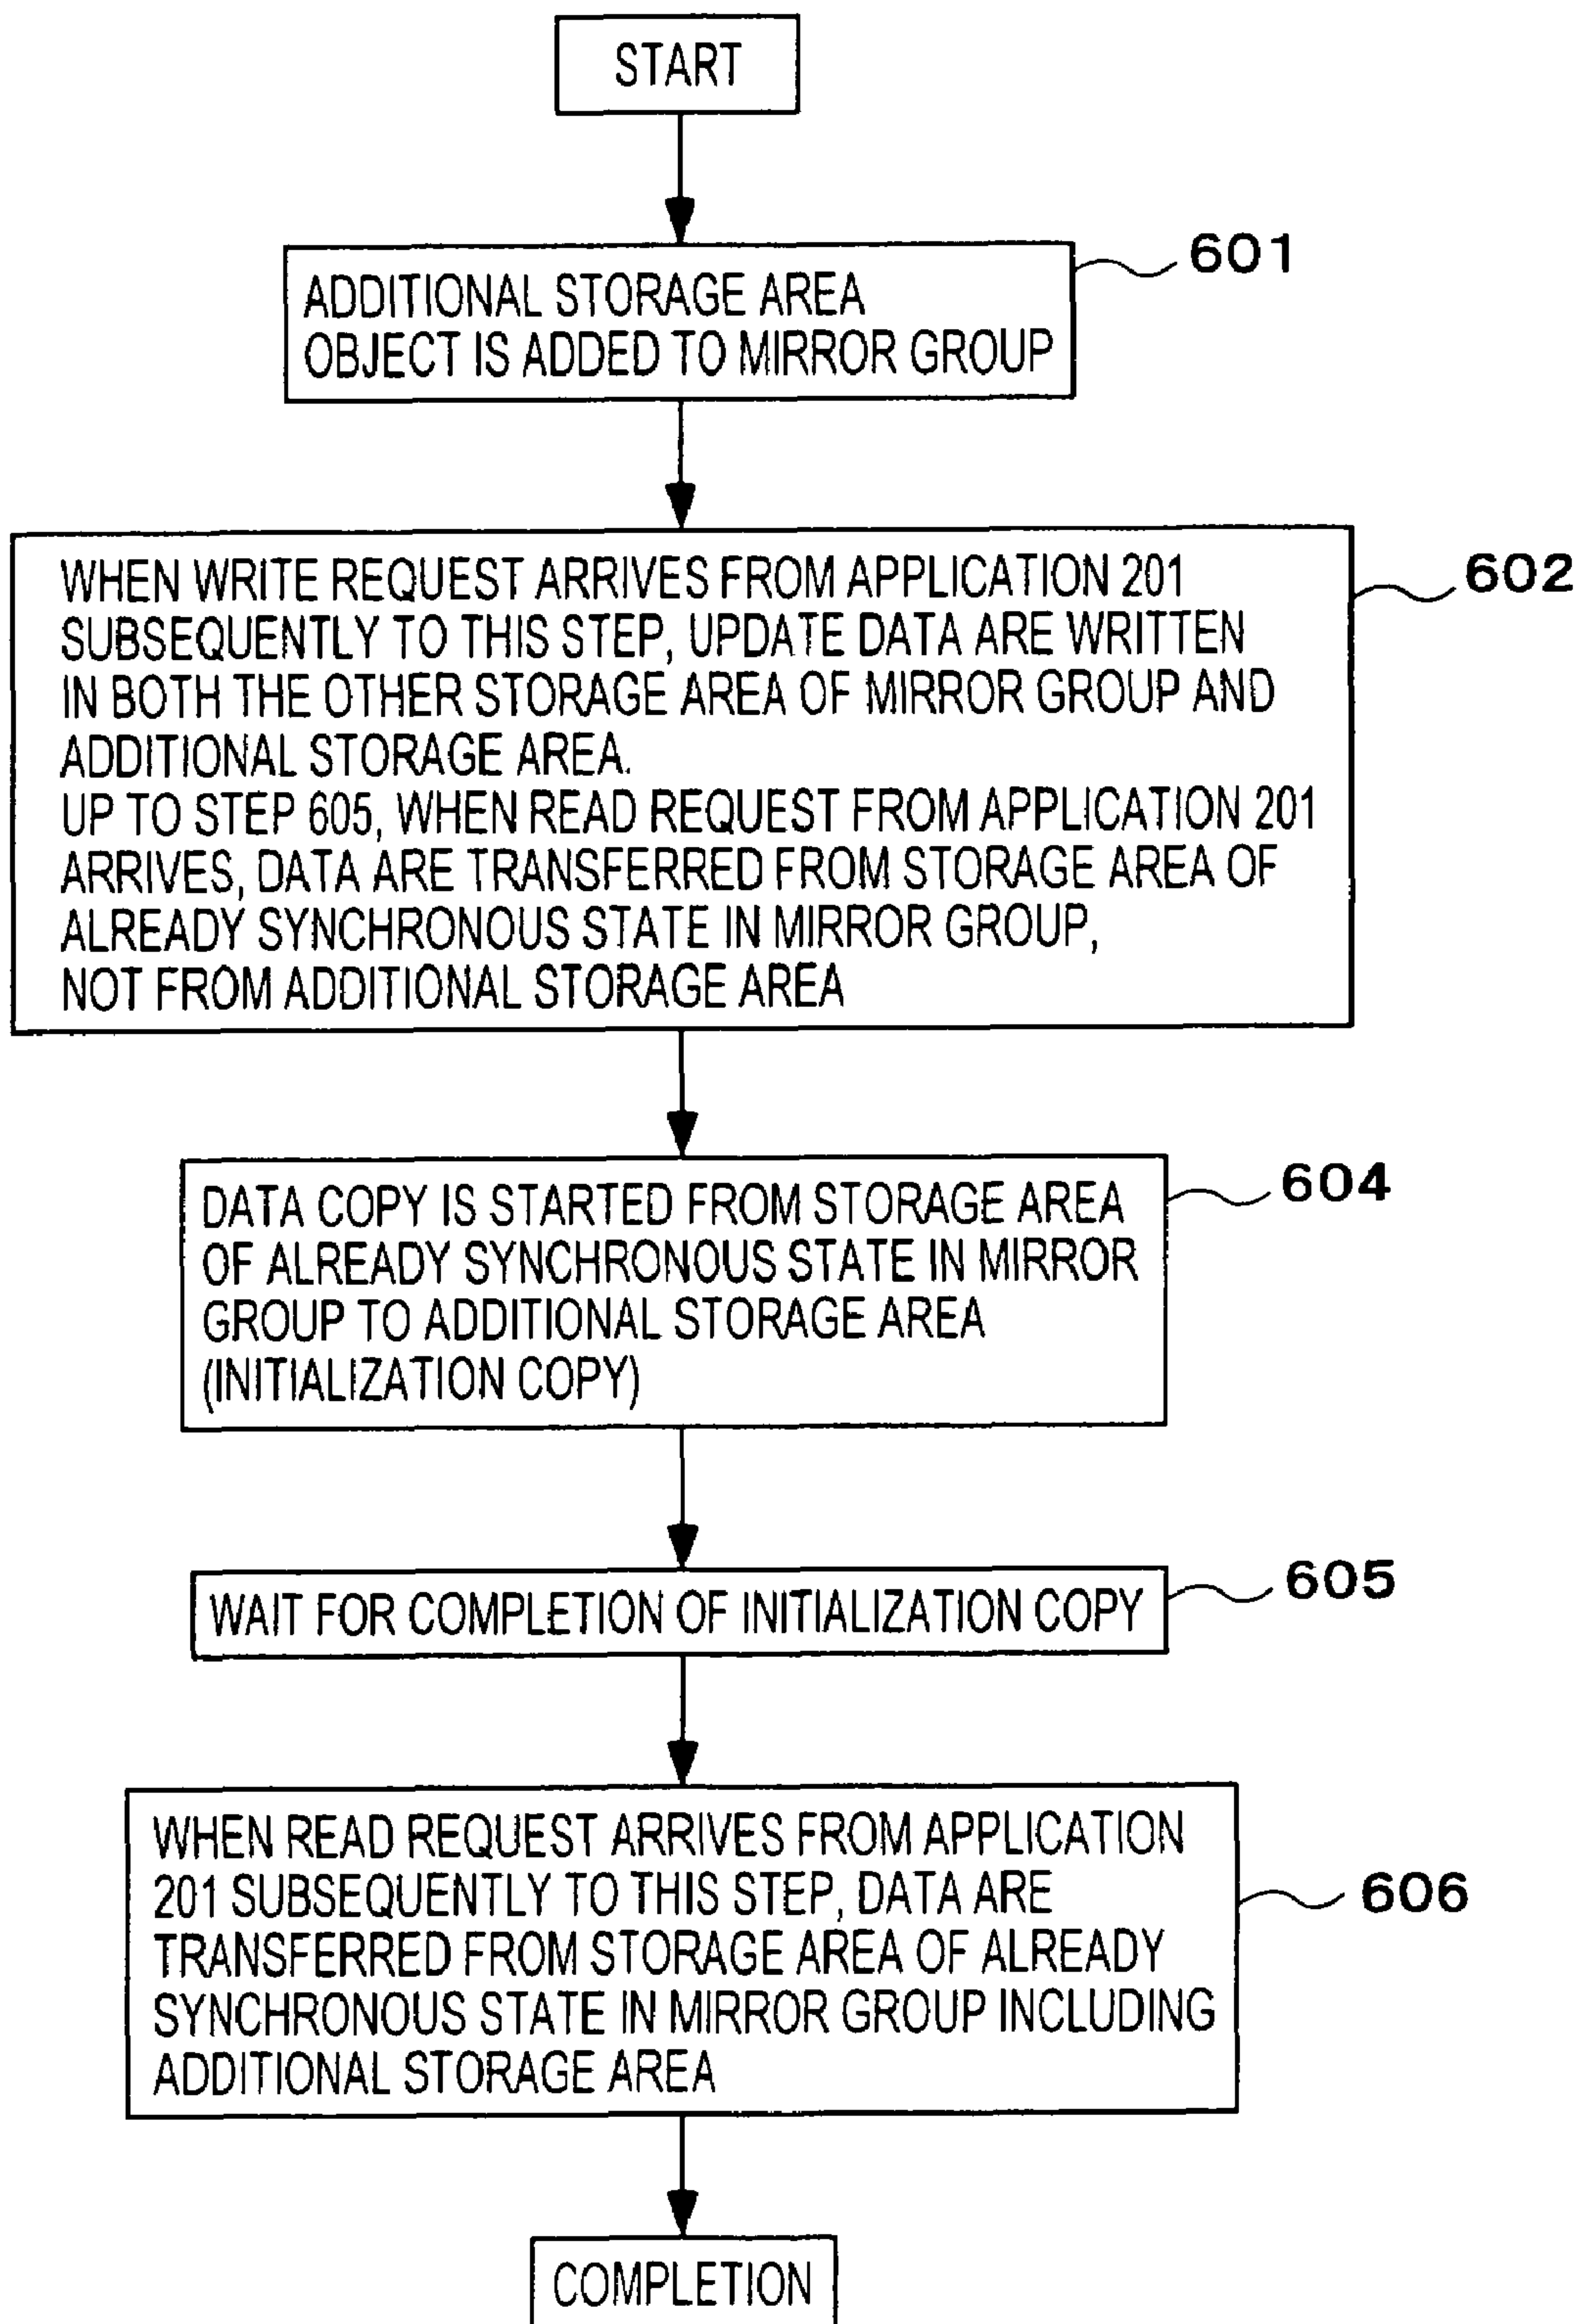 START
601
ADDITIONAL STORAGE AREA
OBJECT IS ADDED TO MIRROR GROUP
602
WHEN WRITE REQUEST ARRIVES FROM APPLICATION 201
SUBSEQUENTLY TO THIS STEP, UPDATE DATA ARE WRITTEN
IN BOTH THE OTHER STORAGE AREA OF MIRROR GROUP AND
ADDITIONAL STORAGE AREA.
UP TO STEP 605, WHEN READ REQUEST FROM APPLICATION 201
ARRIVES, DATA ARE TRANSFERRED FROM STORAGE AREA OF
ALREADY SYNCHRONOUS STATE IN MIRROR GROUP,
NOT FROM ADDITIONAL STORAGE AREA
604
DATA COPY IS STARTED FROM STORAGE AREA
OF ALREADY SYNCHRONOUS STATE IN MIRROR
GROUP TO ADDITIONAL STORAGE AREA
(INITIALIZATION COPY)
605
WAIT FOR COMPLETION OF INITIALIZATION COPY
606
WHEN READ REQUEST ARRIVES FROM APPLICATION
201 SUBSEQUENTLY TO THIS STEP, DATA ARE
TRANSFERRED FROM STORAGE AREA OF ALREADY
SYNCHRONOUS STATE IN MIRROR GROUP INCLUDING
ADDITIONAL STORAGE AREA
COMPLETION